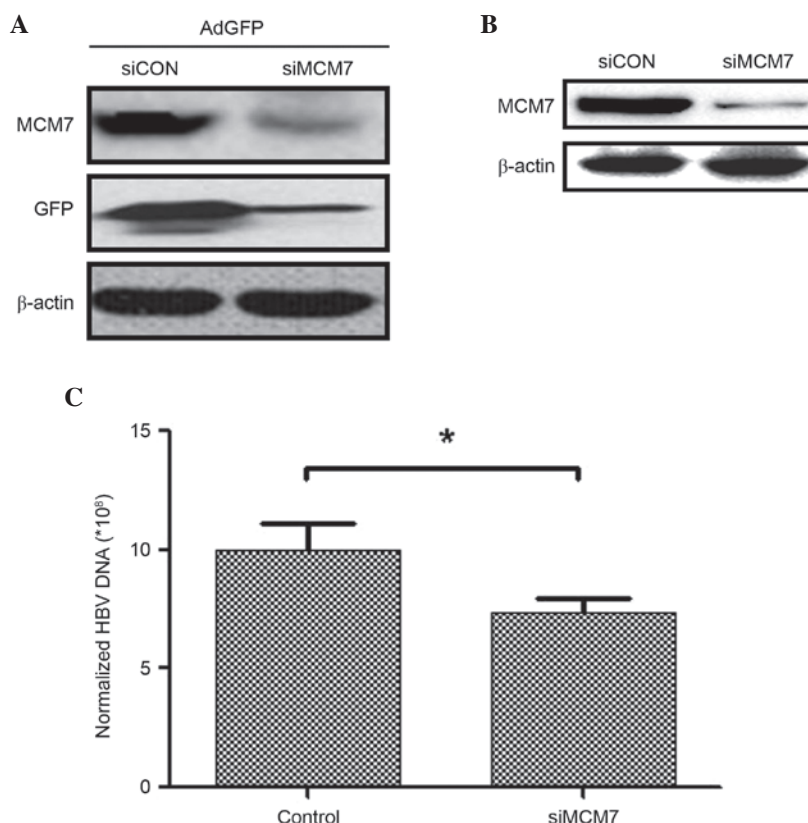 A
AdGFP
siCON siMCM7
MCM7
GFP
β-actin
B
siCON siMCM7
MCM7
β-actin
C
Normalized HBV DNA (*10⁸)
15
10
5
0
*
Control siMCM7